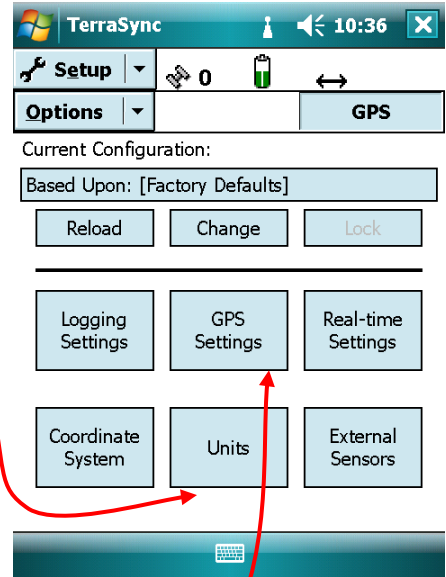 TerraSync 10:36
Setup 0
Options GPS
Current Configuration:
Based Upon: [Factory Defaults]
Reload Change Lock
Logging Settings
GPS Settings
Real-time Settings
Coordinate System
Units
External Sensors